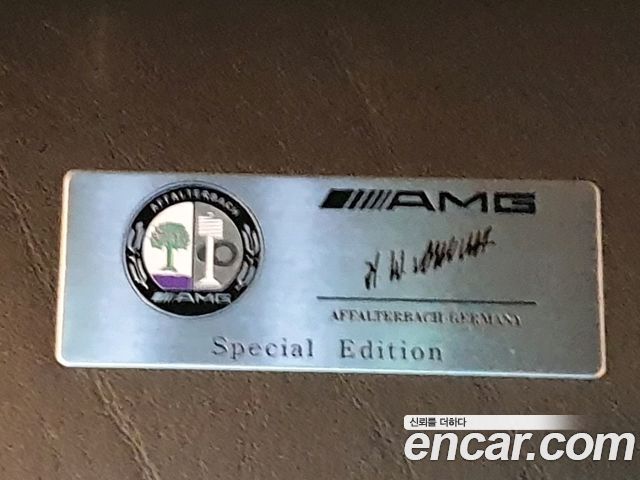 AFFALTERBACH
AMG
AMG
AFFALTERBACH GERMANY
Special Edition
신뢰를 더하다
encar.com